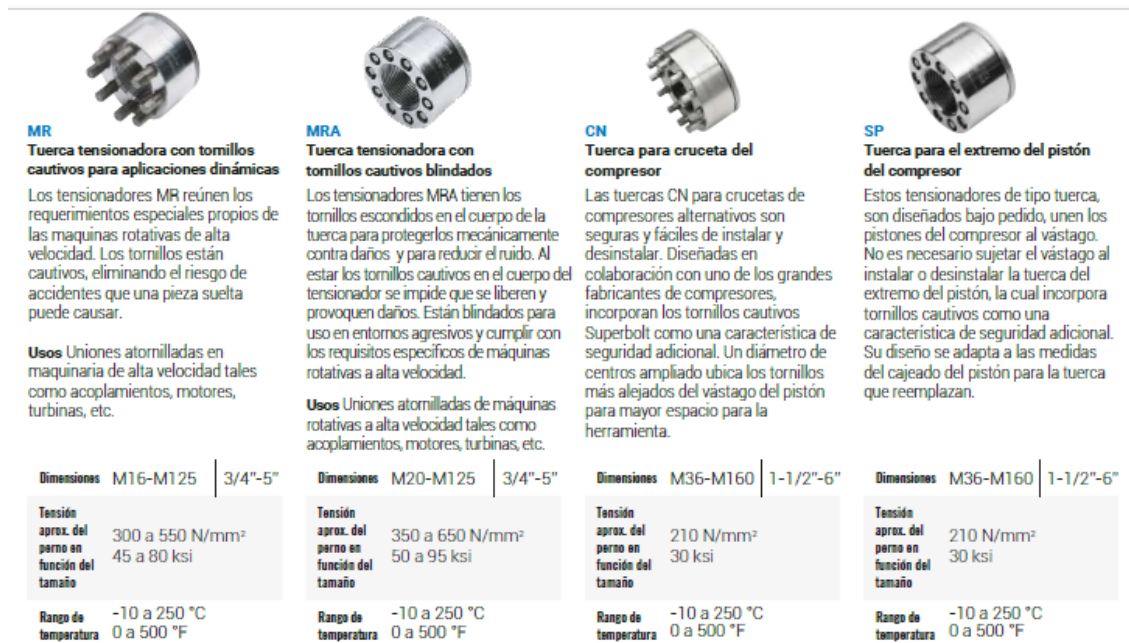 MR
Tuerca tensionadora con tornillos
cautivos para aplicaciones dinámicas
Los tensionadores MR reúnen los
requerimientos especiales propios de
las maquinas rotativas de alta
velocidad. Los tornillos están
cautivos, eliminando el riesgo de
accidentes que una pieza suelta
puede causar.
Usos Uniones atornilladas en
maquinaria de alta velocidad tales
como acoplamientos, motores,
turbinas, etc.
Dimensiones M16-M125 3/4"-5"
Tensión
aprox. del
perno en
función del
tamaño
300 a 550 N/mm²
45 a 80 ksi
Rango de
temperatura
-10 a 250 °C
0 a 500 °F
MRA
Tuerca tensionadora con
tornillos cautivos blindados
Los tensionadores MRA tienen los
tornillos escondidos en el cuerpo de la
tuerca para protegerlos mecánicamente
contra daños y para reducir el ruido. Al
estar los tornillos cautivos en el cuerpo del
tensionador se impide que se liberen y
provoquen daños. Están blindados para
uso en entornos agresivos y cumplir con
los requisitos específicos de máquinas
rotativas a alta velocidad.
Usos Uniones atornilladas de máquinas
rotativas a alta velocidad tales como
acoplamientos, motores, turbinas, etc.
Dimensiones M20-M125 3/4"-5"
Tensión
aprox. del
perno en
función del
tamaño
350 a 650 N/mm²
50 a 95 ksi
Rango de
temperatura
-10 a 250 °C
0 a 500 °F
CN
Tuerca para cruceta del
compresor
Las tuercas CN para crucetas de
compresores alternativos son
seguras y fáciles de instalar y
desinstalar. Diseñadas en
colaboración con uno de los grandes
fabricantes de compresores,
incorporan los tornillos cautivos
Superbolt como una característica de
seguridad adicional. Un diámetro de
centros ampliado ubica los tornillos
más alejados del vástago del pistón
para mayor espacio para la
herramienta.
Dimensiones M36-M160 1-1/2"-6"
Tensión
aprox. del
perno en
función del
tamaño
210 N/mm²
30 ksi
Rango de
temperatura
-10 a 250 °C
0 a 500 °F
SP
Tuerca para el extremo del pistón
del compresor
Estos tensionadores de tipo tuerca,
son diseñados bajo pedido, unen los
pistones del compresor al vástago.
No es necesario sujetar el vástago al
instalar o desinstalar la tuerca del
extremo del pistón, la cual incorpora
tornillos cautivos como una
característica de seguridad adicional.
Su diseño se adapta a las medidas
del cajeado del pistón para la tuerca
que reemplazan.
Dimensiones M36-M160 1-1/2"-6"
Tensión
aprox. del
perno en
función del
tamaño
210 N/mm²
30 ksi
Rango de
temperatura
-10 a 250 °C
0 a 500 °F